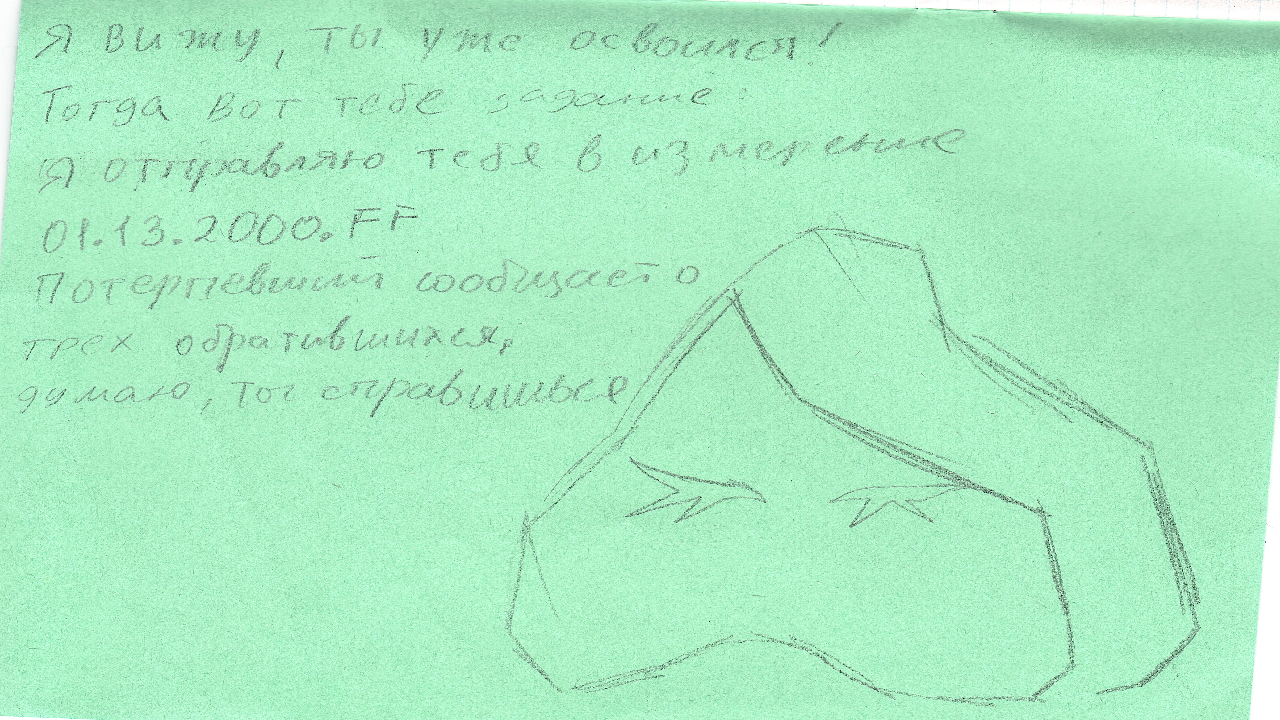 Я вижу, ты уже освоился!
Тогда вот тебе задание:
Я отправляю тебя в измерение
01.13.2000.FF
Потерпевший сообщает о
трех обратившихся,
думаю, тог справишься